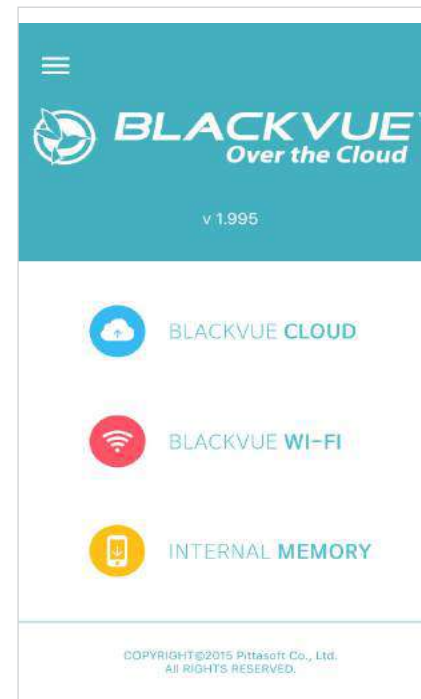 BLACKVUE
Over the Cloud
v 1.995
BLACKVUE CLOUD
BLACKVUE WI-FI
INTERNAL MEMORY
COPYRIGHT©2015 Pittasoft Co., Ltd.
All RIGHTS RESERVED.